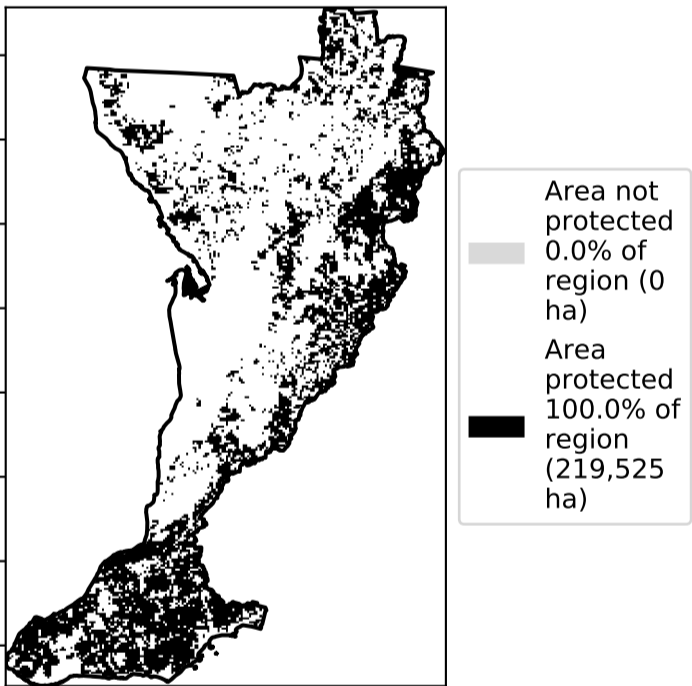 Area not
protected
0.0% of
region (0
ha)
Area
protected
100.0% of
region
(219,525
ha)